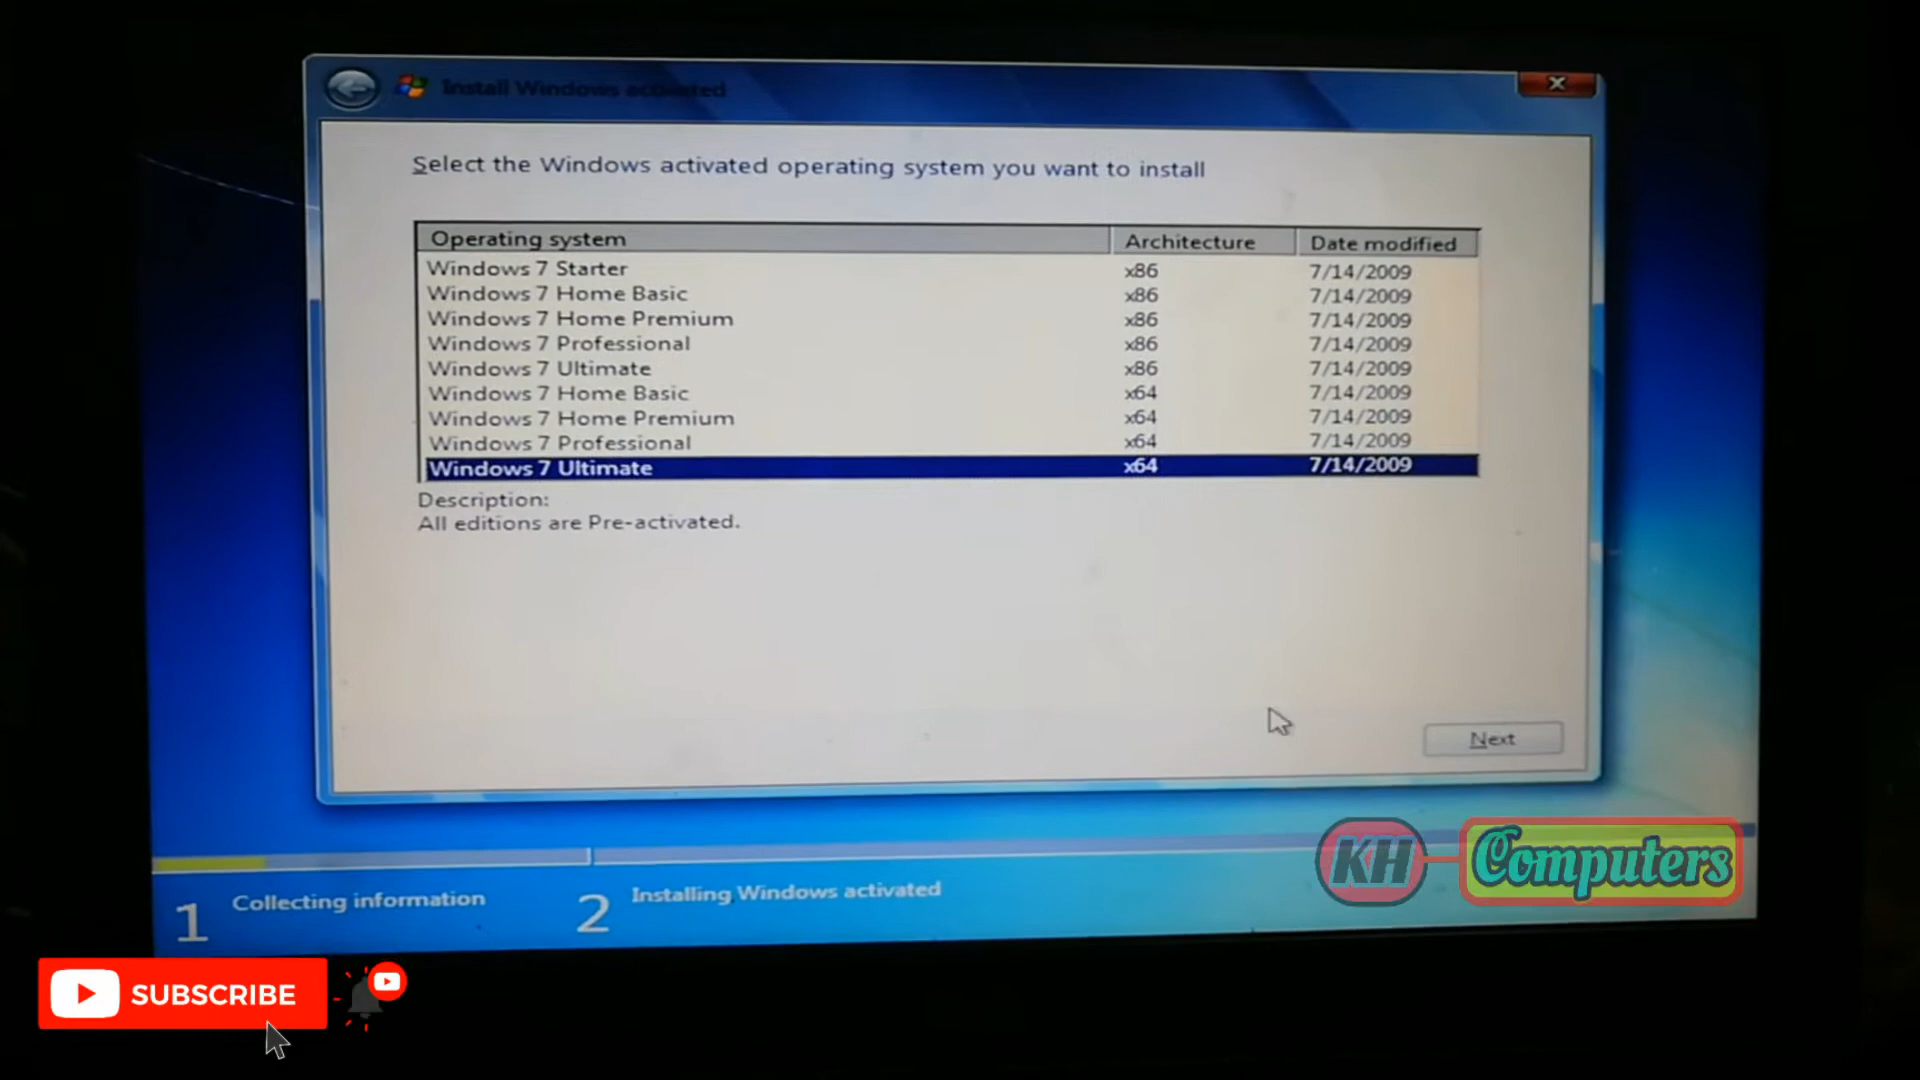 Install Windows activated
Select the Windows activated operating system you want to install
Operating system Architecture Date modified
Windows 7 Starter x86 7/14/2009
Windows 7 Home Basic x86 7/14/2009
Windows 7 Home Premium x86 7/14/2009
Windows 7 Professional x86 7/14/2009
Windows 7 Ultimate x86 7/14/2009
Windows 7 Home Basic x64 7/14/2009
Windows 7 Home Premium x64 7/14/2009
Windows 7 Professional x64 7/14/2009
Windows 7 Ultimate x64 7/14/2009
Description:
All editions are Pre-activated.
Next
KH Computers
1 Collecting information 2 Installing Windows activated
SUBSCRIBE